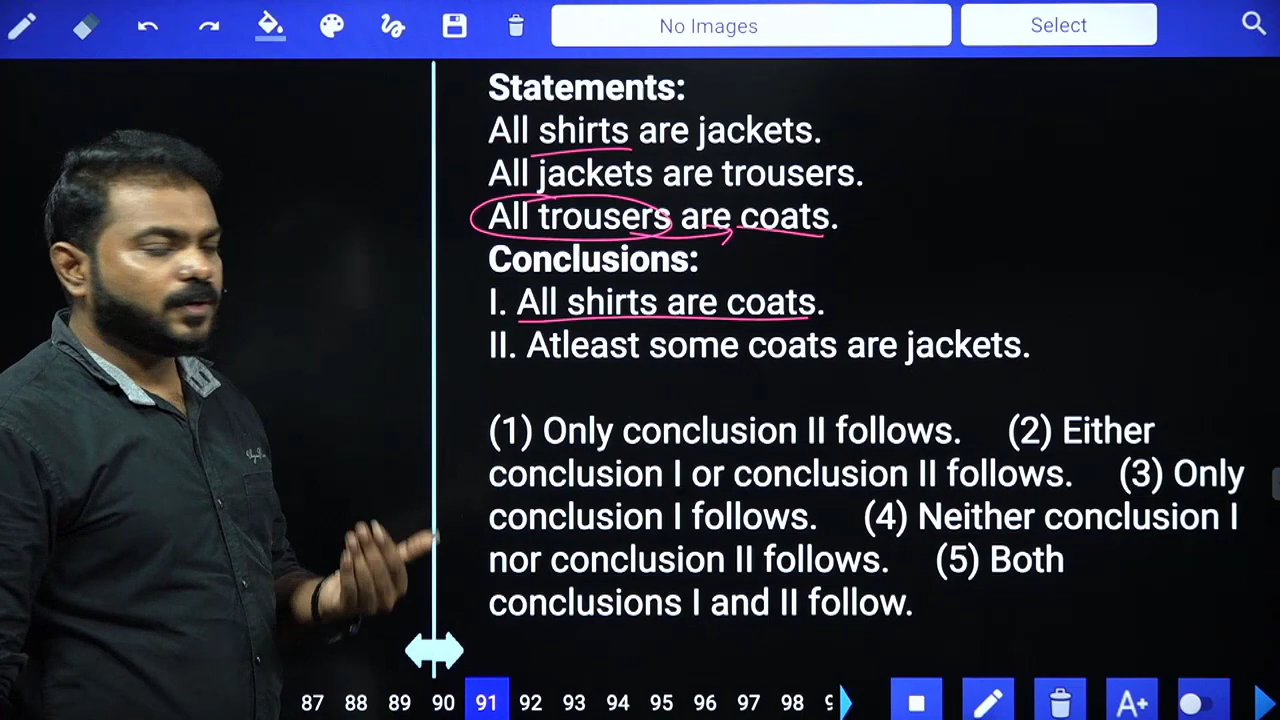 No Images
Select
Statements:
All shirts are jackets.
All jackets are trousers.
All trousers are coats.
Conclusions:
I. All shirts are coats.
II. Atleast some coats are jackets.
(1) Only conclusion II follows. (2) Either
conclusion I or conclusion II follows. (3) Only
conclusion I follows. (4) Neither conclusion I
nor conclusion II follows. (5) Both
conclusions I and II follow.
87 88 89 90 91 92 93 94 95 96 97 98
A+